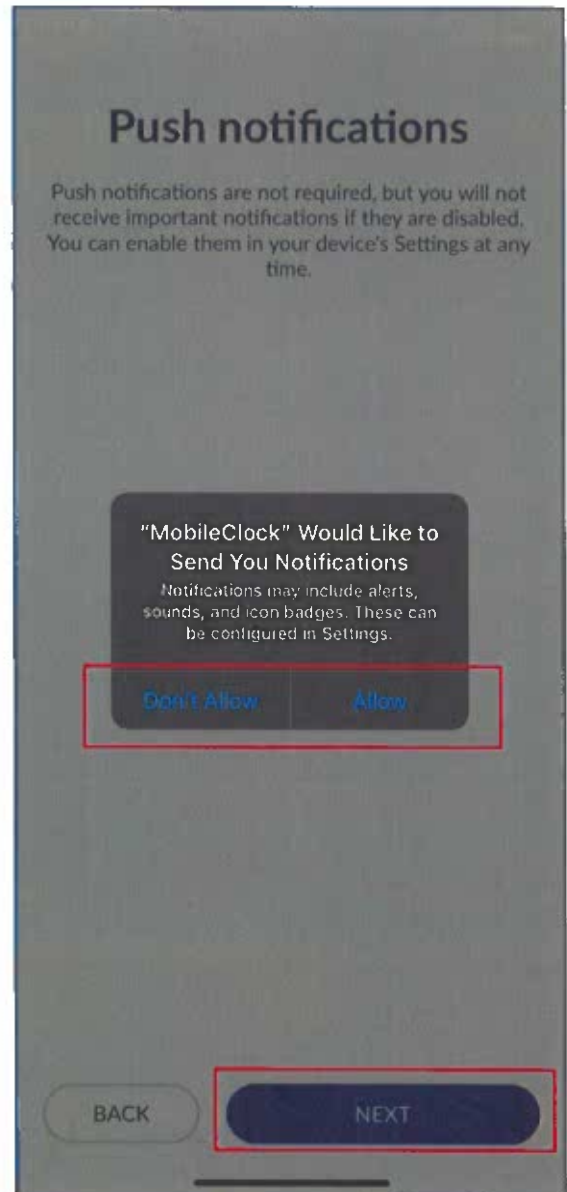 Push notifications
Push notifications are not required, but you will not
receive important notifications if they are disabled.
You can enable them in your device's Settings at any
time.
"MobileClock" Would Like to
Send You Notifications
Notifications may include alerts,
sounds, and icon badges. These can
be configured in Settings.
Don't Allow
Allow
BACK
NEXT